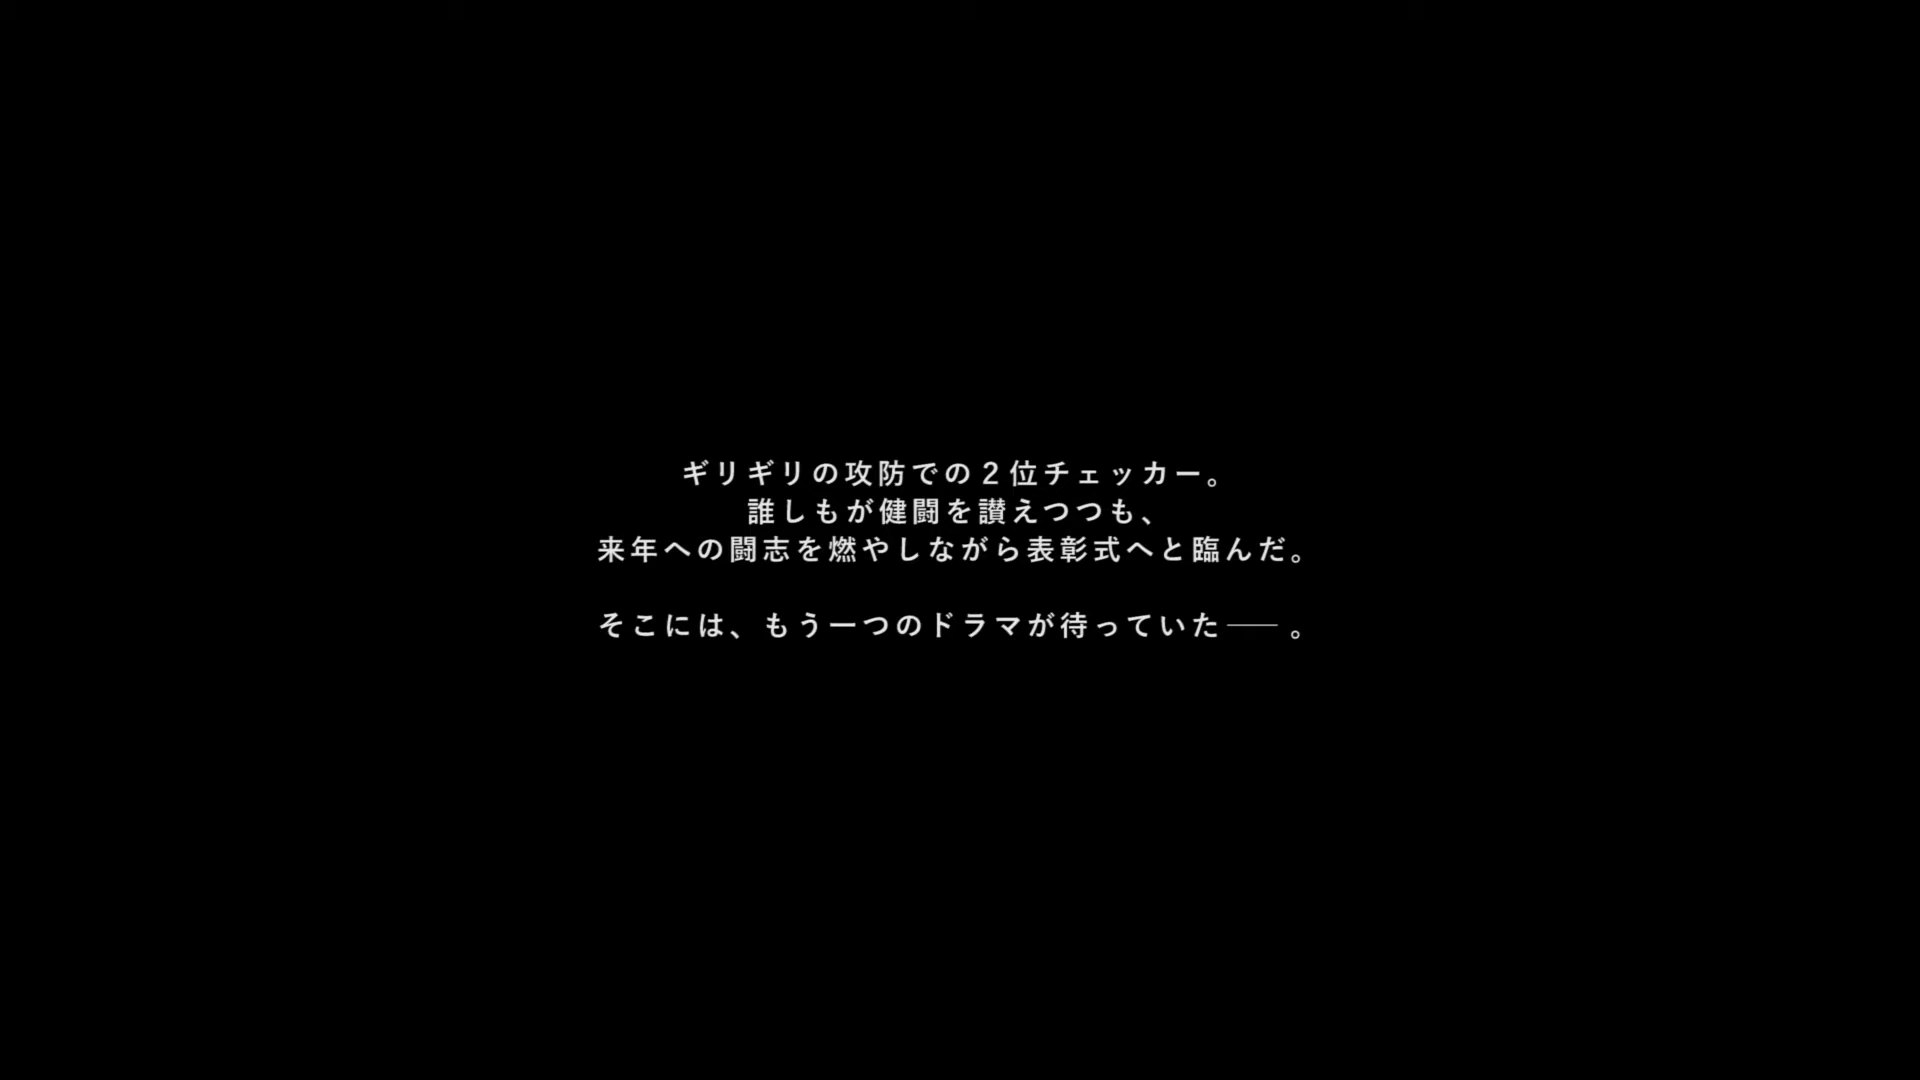 ギリギリの攻防での２位チェッカー。
誰しもが健闘を讃えつつも、
来年への闘志を燃やしながら表彰式へと臨んだ。
そこには、もう一つのドラマが待っていた── 。